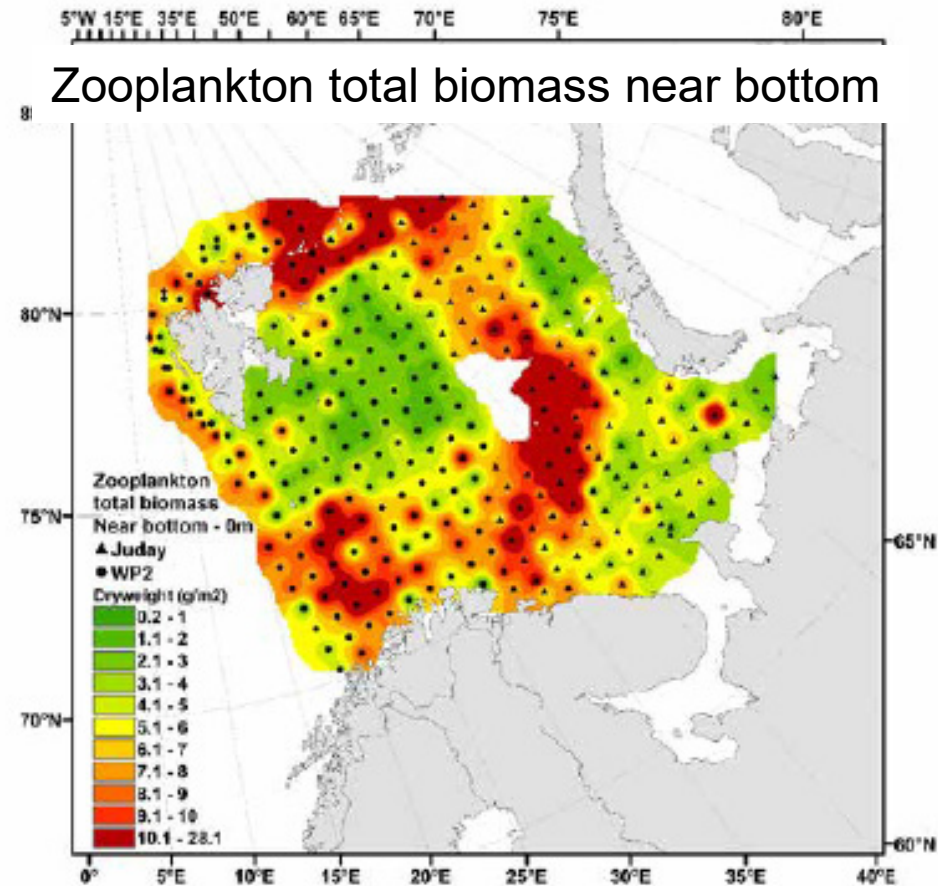 5°W 15°E 35°E 50°E 60°E 65°E 70°E 75°E 80°E
Zooplankton total biomass near bottom
80°N
Zooplankton
total biomass
Near bottom - 0m
Juday
WP2
Dryweight (g/m2)
0.2 - 1
1.1 - 2
2.1 - 3
3.1 - 4
4.1 - 5
5.1 - 6
6.1 - 7
7.1 - 8
8.1 - 9
9.1 - 10
10.1 - 28.1
75°N
65°N
70°N
60°N
0° 5°E 10°E 15°E 20°E 25°E 30°E 35°E 40°E